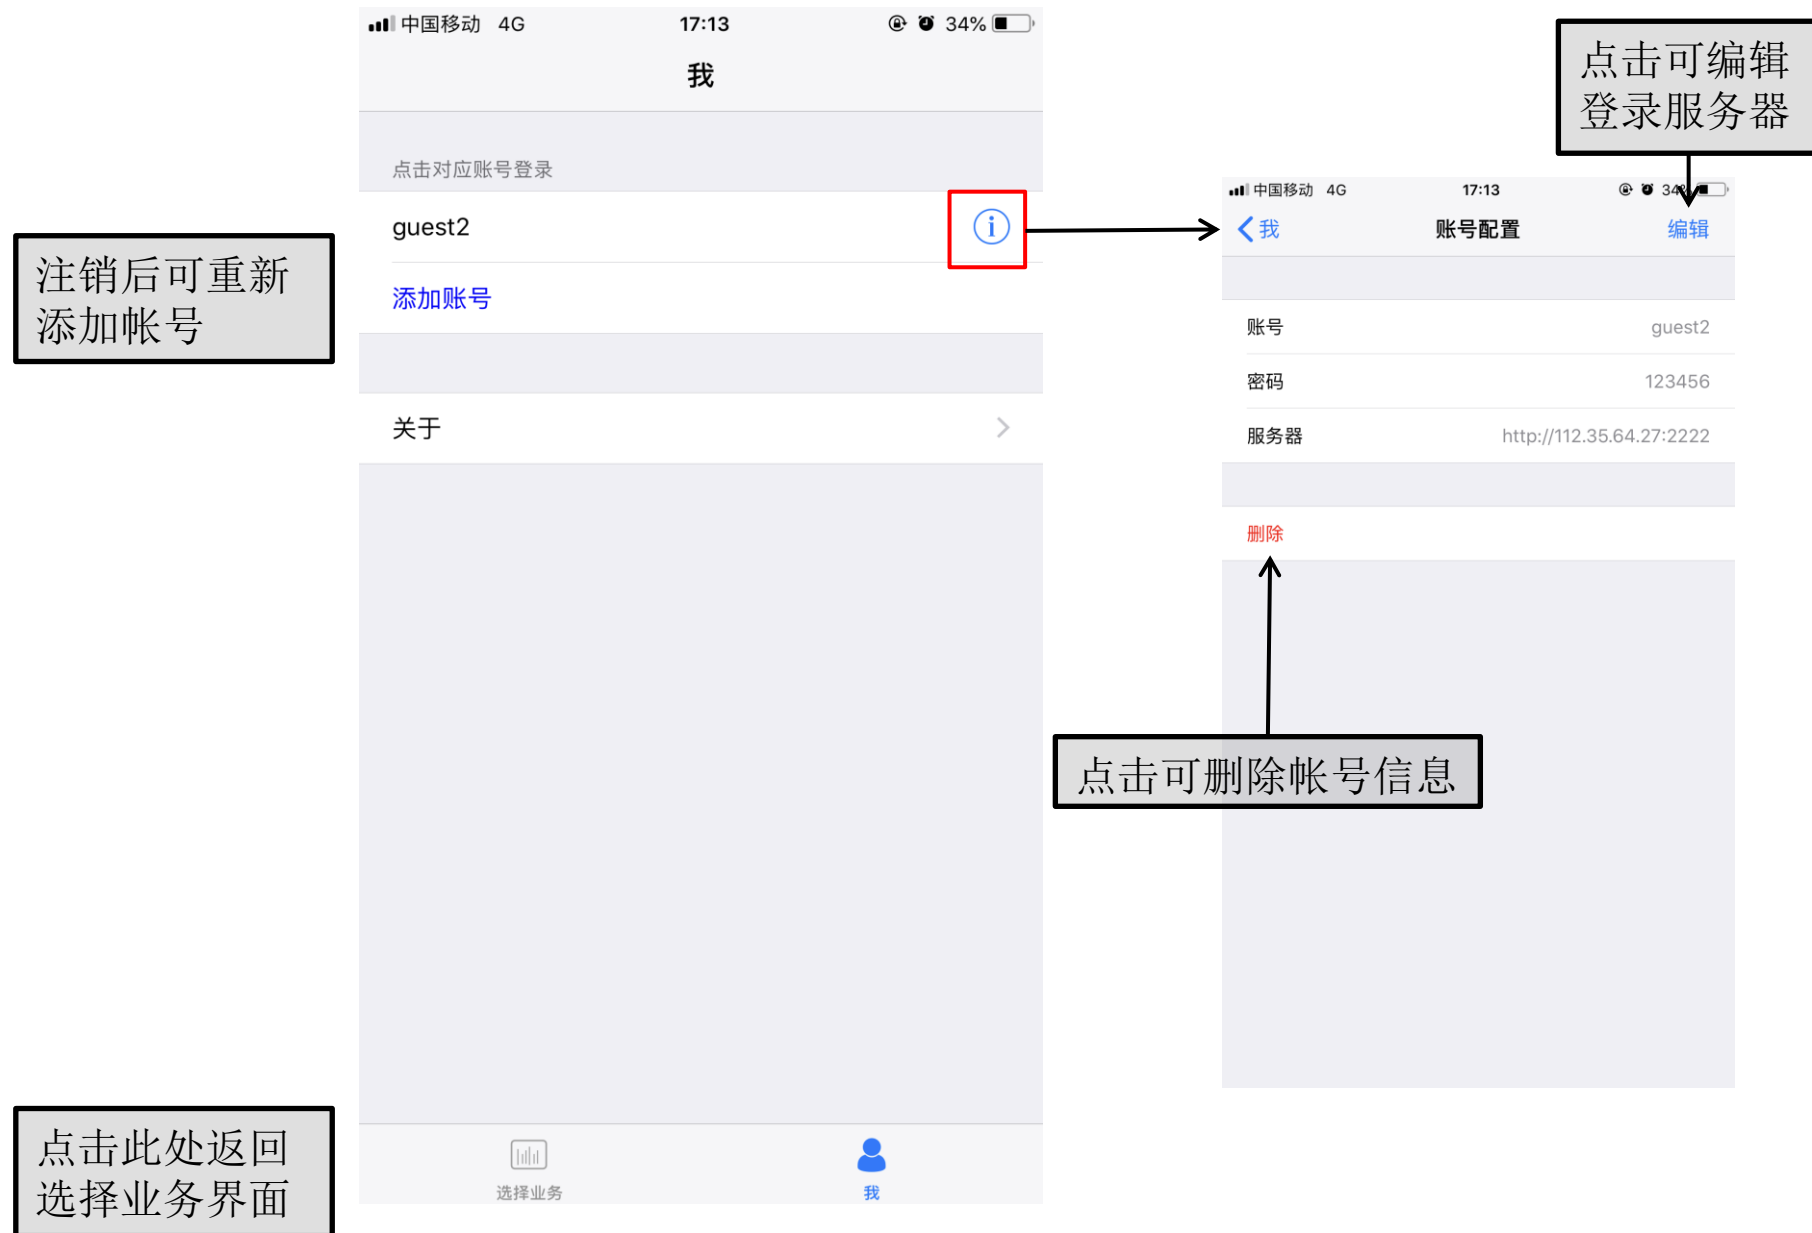 中国移动 4G 17:13 34%
我
点击对应账号登录
guest2
添加账号
关于
选择业务
我
注销后可重新
添加帐号
点击此处返回
选择业务界面
点击可编辑
登录服务器
中国移动 4G 17:13 34%
我 账号配置 编辑
账号 guest2
密码 123456
服务器 http://112.35.64.27:2222
删除
点击可删除帐号信息